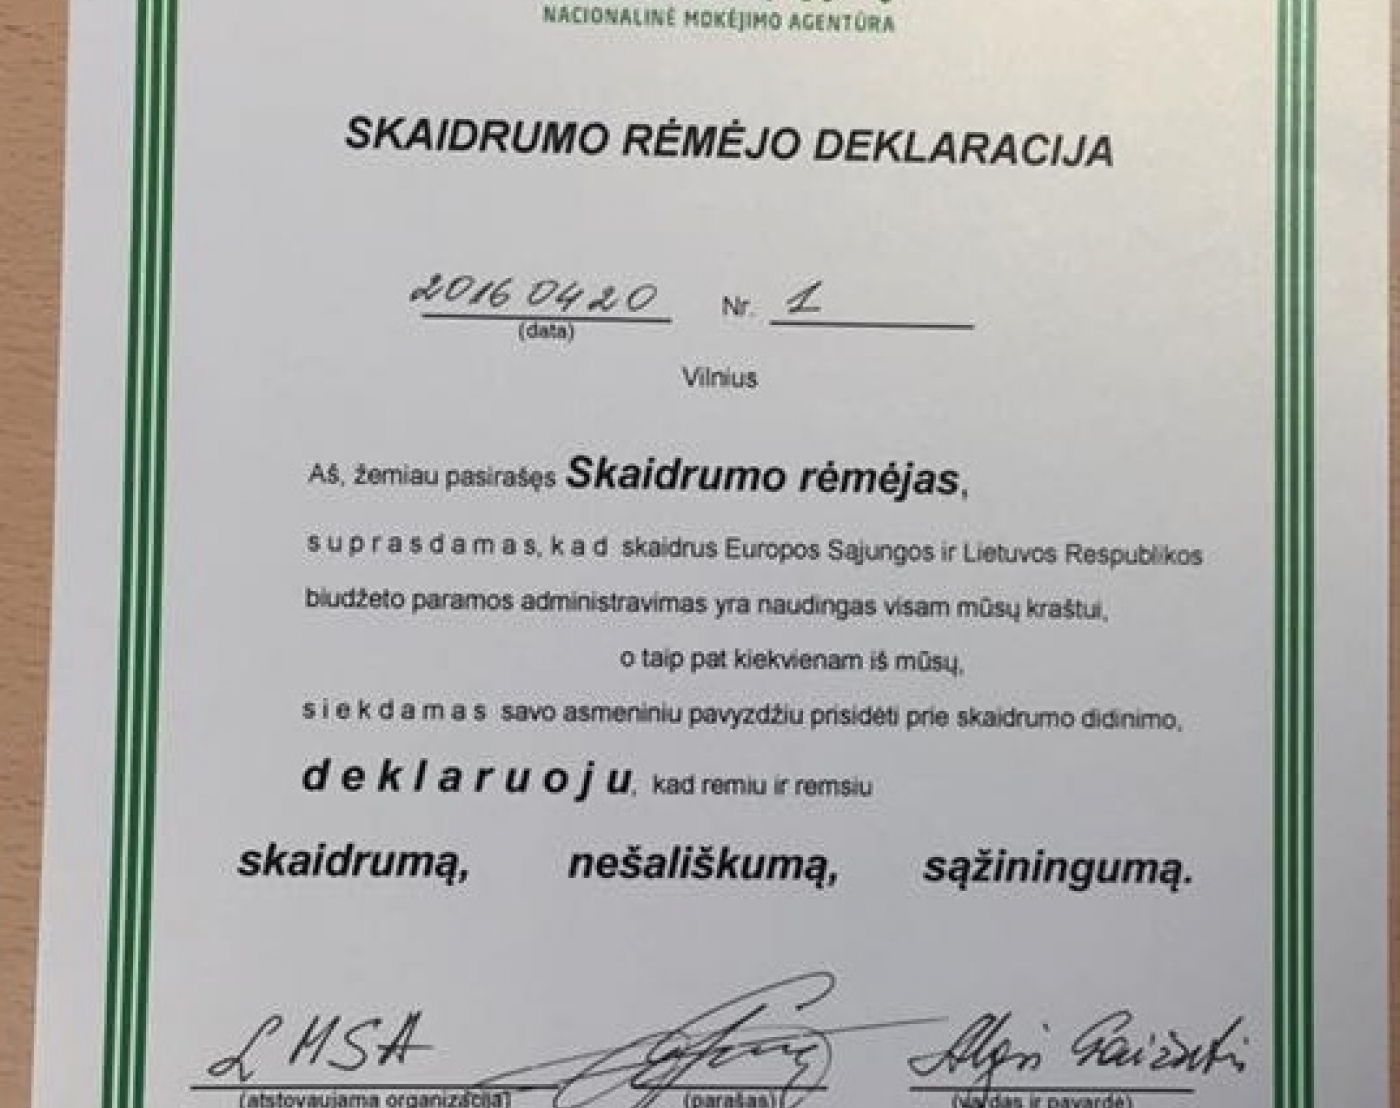 NACIONALINĖ MOKĖJIMO AGENTŪRA
SKAIDRUMO RĖMĖJO DEKLARACIJA
2016 04 20 Nr. 1
(data)
Vilnius
Aš, žemiau pasirašęs Skaidrumo rėmėjas,
suprasdamas, kad skaidrus Europos Sąjungos ir Lietuvos Respublikos
biudžeto paramos administravimas yra naudingas visam mūsų kraštui,
o taip pat kiekvienam iš mūsų,
siekdamas savo asmeniniu pavyzdžiu prisidėti prie skaidrumo didinimo,
deklaruoju, kad remiu ir remsiu
skaidrumą, nešališkumą, sąžiningumą.
LMSA
(atstovaujama organizacija) (parašas) (vardas ir pavardė)